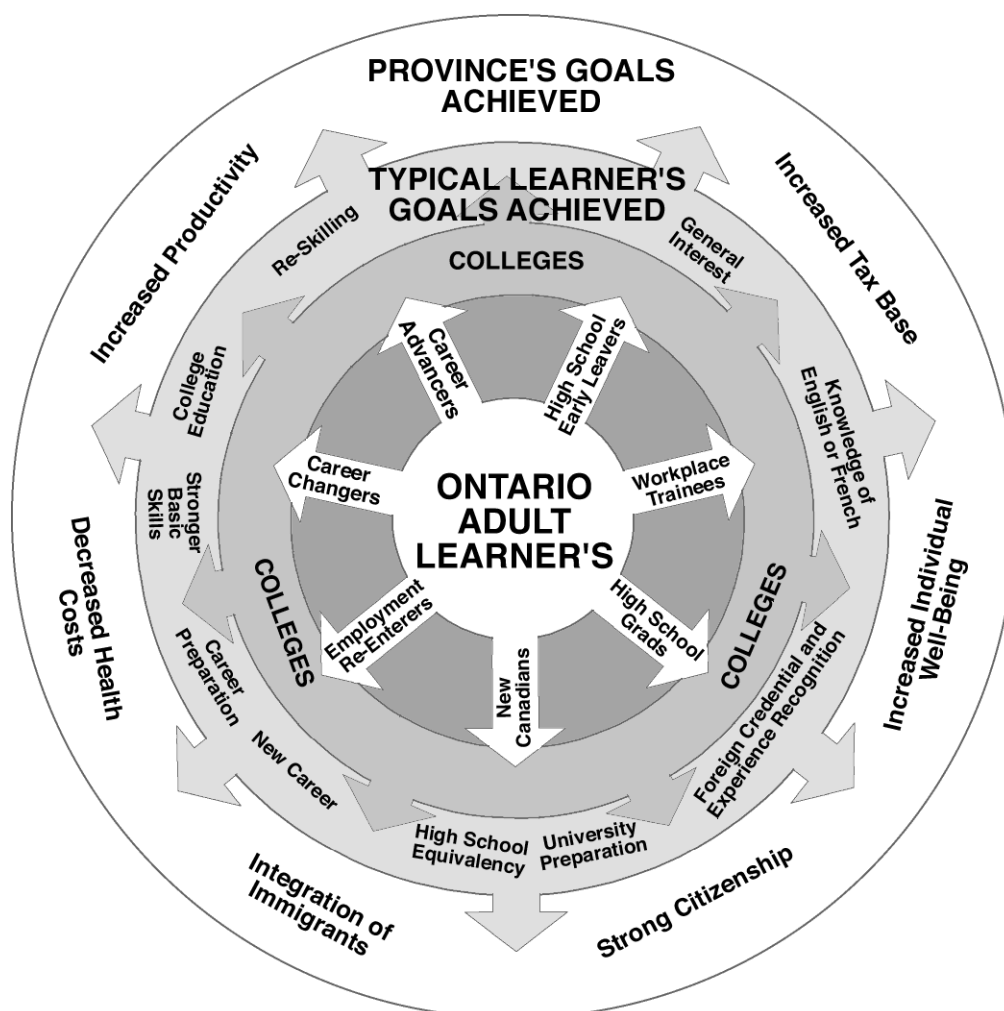 PROVINCE'S GOALS
ACHIEVED
Increased Productivity
Increased Tax Base
TYPICAL LEARNER'S
GOALS ACHIEVED
Re-Skilling
General
Interest
COLLEGES
Career
Advancers
High School
Early Leavers
College
Education
Knowledge of
English or French
Career
Changers
Workplace
Trainees
ONTARIO
ADULT
LEARNER'S
Stronger
Basic
Skills
Decreased Health
Costs
Increased Individual
Well-Being
COLLEGES
COLLEGES
Employment
Re-Enterers
High School
Grads
New
Canadians
Career
Preparation
Foreign Credential and
Experience Recognition
New Career
High School
Equivalency
University
Preparation
Integration of
Immigrants
Strong Citizenship